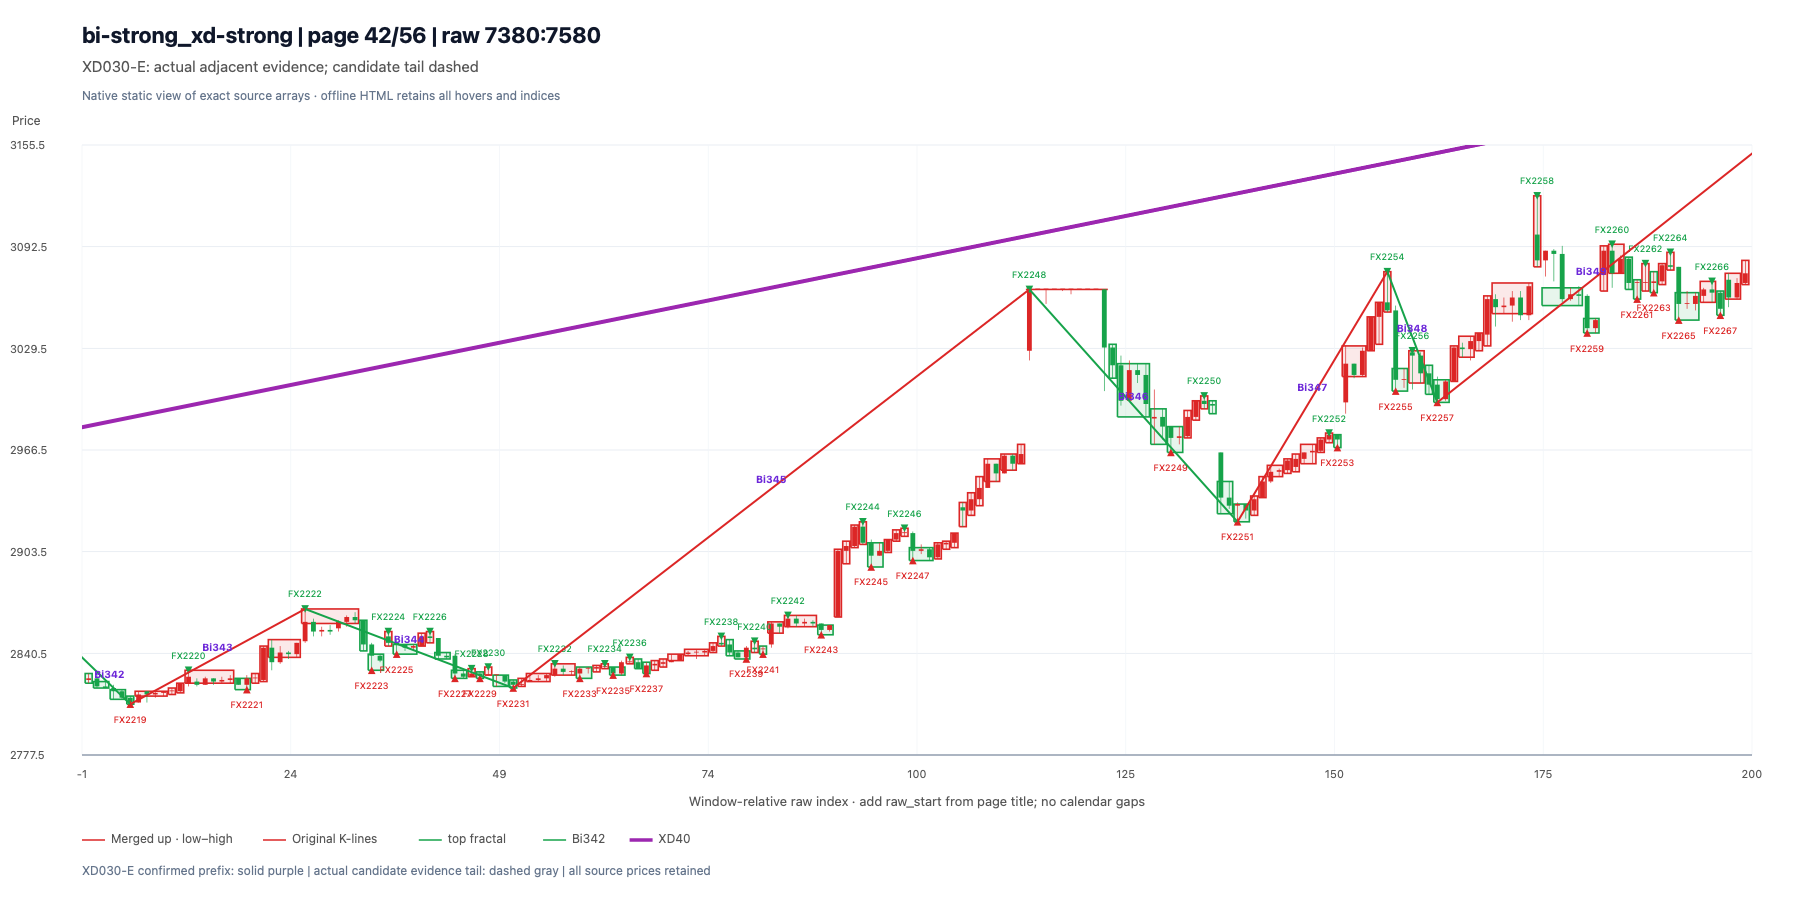 bi-strong_xd-strong | page 42/56 | raw 7380:7580
XD030-E: actual adjacent evidence; candidate tail dashed
Native static view of exact source arrays · offline HTML retains all hovers and indices
Price
3155.5
3092.5
3029.5
2966.5
2903.5
2840.5
2777.5
FX2258
FX2260
FX2264
FX2262
FX2254
FX2266
FX2248
Bi348
FX2256
FX2263
FX2261
FX2265
FX2267
FX2259
FX2250
Bi347
Bi346
FX2255
FX2257
FX2252
FX2249
FX2253
Bi345
FX2251
FX2244
FX2246
FX2245
FX2247
FX2222
FX2242
FX2224
FX2226
FX2238
Bi343
FX2220
FX2232
FX2234
FX2236
FX2243
Bi342
FX2225
FX2241
FX2223
FX2229
FX2233
FX2235
FX2237
FX2221
FX2231
FX2219
-1
24
49
74
100
125
150
175
200
Window-relative raw index · add raw_start from page title; no calendar gaps
Merged up · low–high
Original K-lines
top fractal
Bi342
XD40
XD030-E confirmed prefix: solid purple | actual candidate evidence tail: dashed gray | all source prices retained